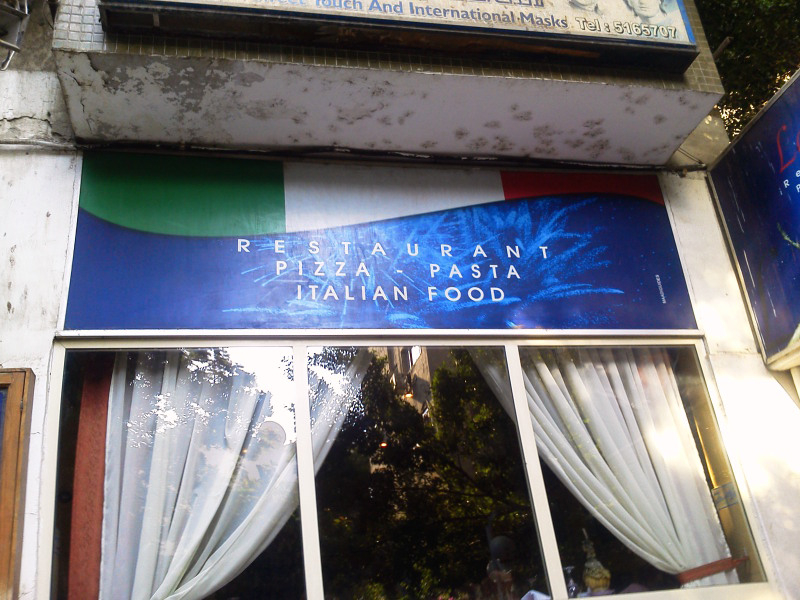 Touch And International Masks
Tel : 5165707
RESTAURANT
PIZZA - PASTA
ITALIAN FOOD